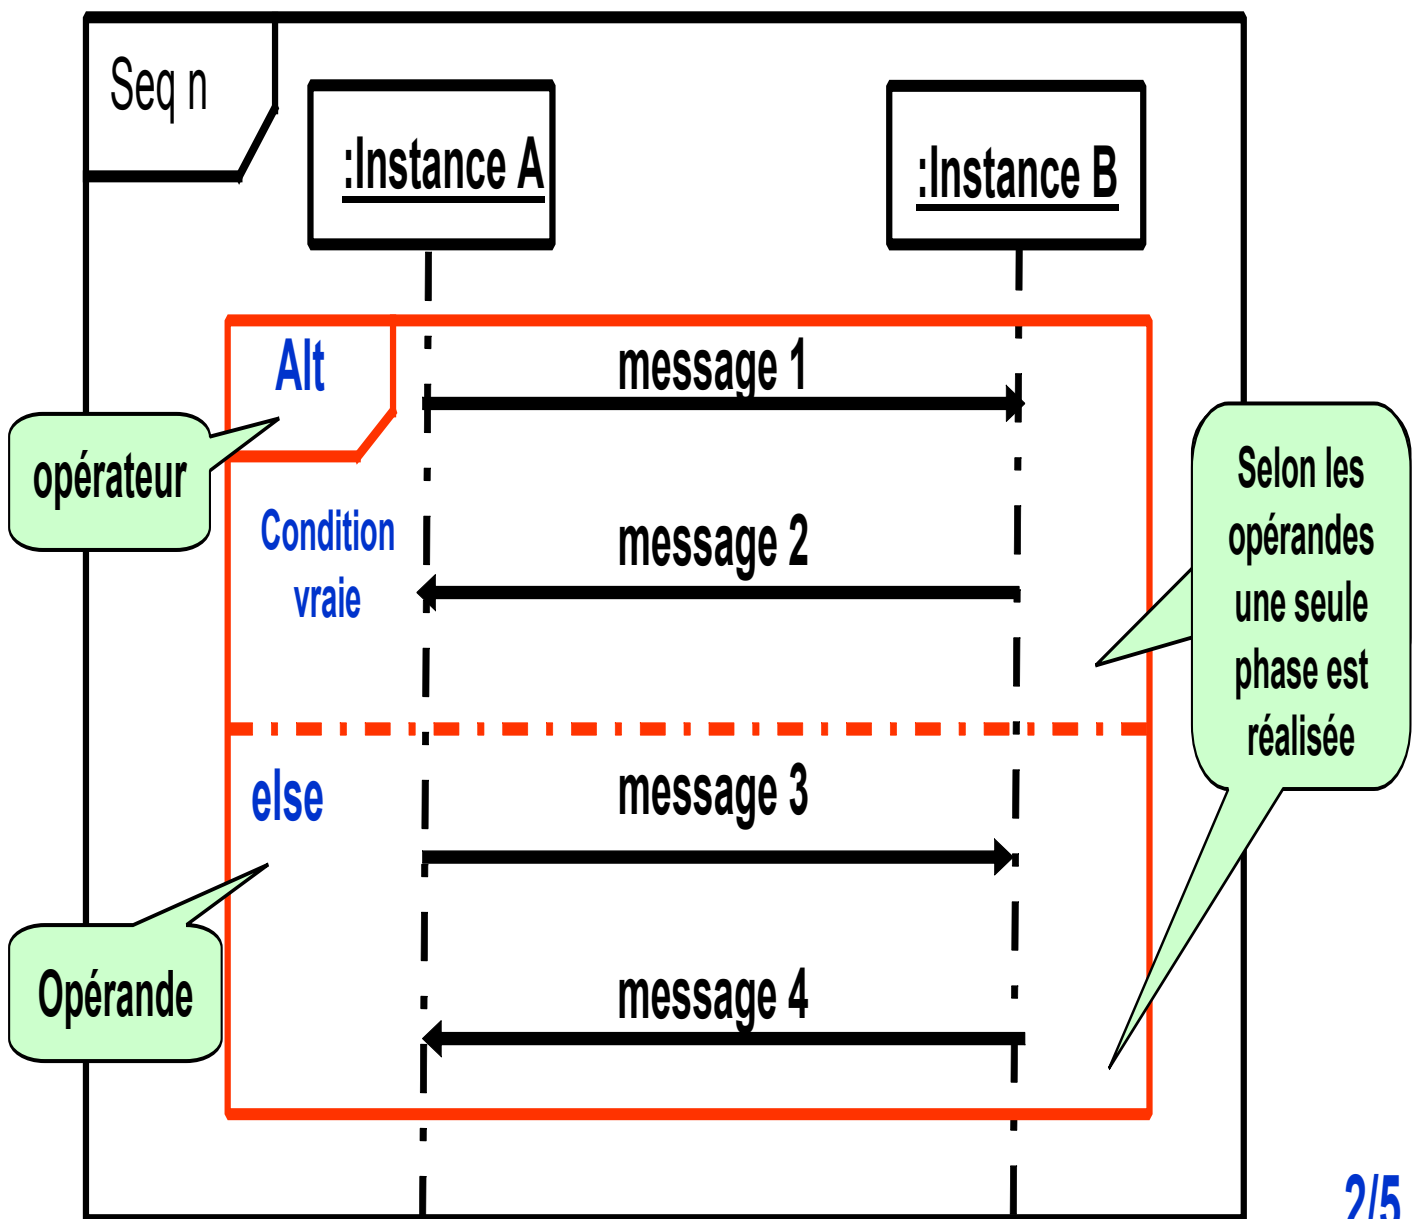 Seq n
:Instance A
:Instance B
Alt
message 1
opérateur
Condition
vraie
message 2
Selon les
opérandes
une seule
phase est
réalisée
else
message 3
Opérande
message 4
2/5